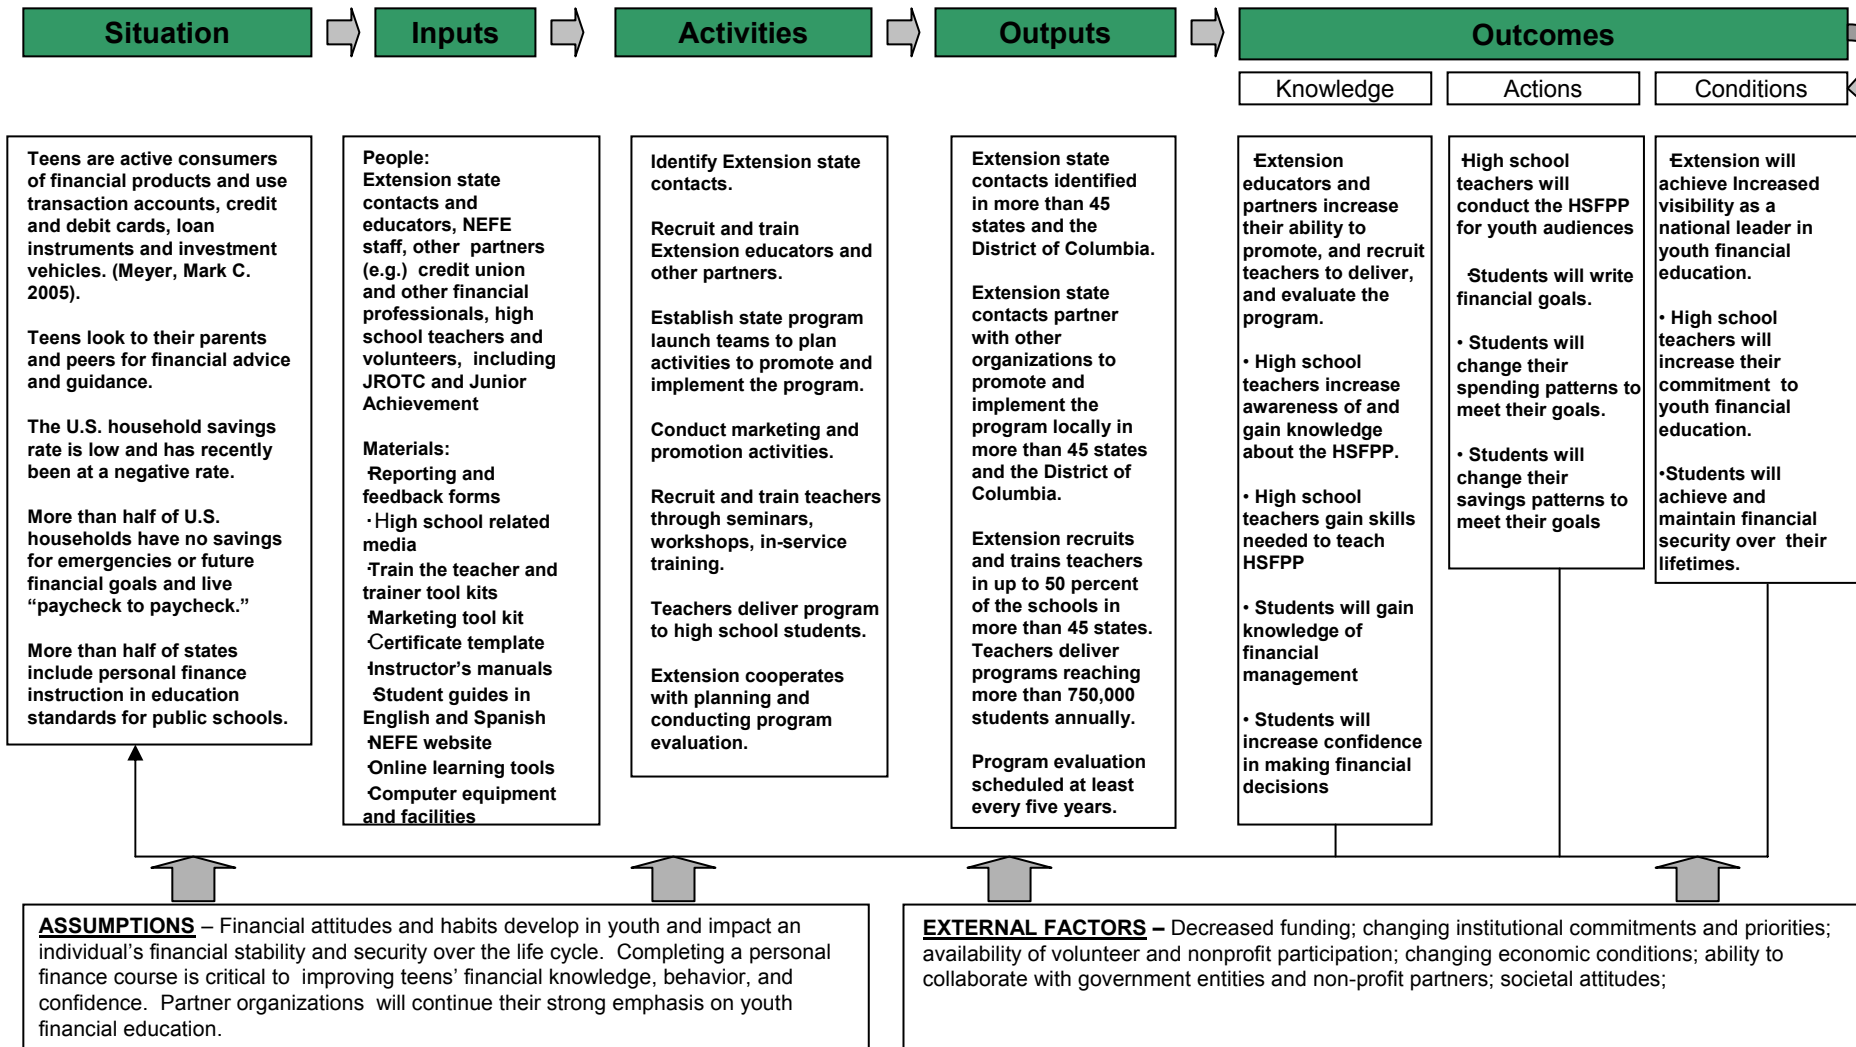 Situation
Inputs
Activities
Outputs
Outcomes
Knowledge
Actions
Conditions
Teens are active consumers
of financial products and use
transaction accounts, credit
and debit cards, loan
instruments and investment
vehicles. (Meyer, Mark C.
2005).
Teens look to their parents
and peers for financial advice
and guidance.
The U.S. household savings
rate is low and has recently
been at a negative rate.
More than half of U.S.
households have no savings
for emergencies or future
financial goals and live
“paycheck to paycheck.”
More than half of states
include personal finance
instruction in education
standards for public schools.
People:
Extension state
contacts and
educators, NEFE
staff, other partners
(e.g.) credit union
and other financial
professionals, high
school teachers and
volunteers, including
JROTC and Junior
Achievement
Materials:
·Reporting and
feedback forms
·High school related
media
·Train the teacher and
trainer tool kits
·Marketing tool kit
·Certificate template
·Instructor’s manuals
·Student guides in
English and Spanish
·NEFE website
·Online learning tools
·Computer equipment
and facilities
Identify Extension state
contacts.
Recruit and train
Extension educators and
other partners.
Establish state program
launch teams to plan
activities to promote and
implement the program.
Conduct marketing and
promotion activities.
Recruit and train teachers
through seminars,
workshops, in-service
training.
Teachers deliver program
to high school students.
Extension cooperates
with planning and
conducting program
evaluation.
Extension state
contacts identified
in more than 45
states and the
District of Columbia.
Extension state
contacts partner
with other
organizations to
promote and
implement the
program locally in
more than 45 states
and the District of
Columbia.
Extension recruits
and trains teachers
in up to 50 percent
of the schools in
more than 45 states.
Teachers deliver
programs reaching
more than 750,000
students annually.
Program evaluation
scheduled at least
every five years.
·Extension
educators and
partners increase
their ability to
promote, and recruit
teachers to deliver,
and evaluate the
program.
• High school
teachers increase
awareness of and
gain knowledge
about the HSFPP.
• High school
teachers gain skills
needed to teach
HSFPP
• Students will gain
knowledge of
financial
management
• Students will
increase confidence
in making financial
decisions
·High school
teachers will
conduct the HSFPP
for youth audiences
·Students will write
financial goals.
• Students will
change their
spending patterns to
meet their goals.
• Students will
change their
savings patterns to
meet their goals
·Extension will
achieve Increased
visibility as a
national leader in
youth financial
education.
• High school
teachers will
increase their
commitment to
youth financial
education.
•Students will
achieve and
maintain financial
security over their
lifetimes.
ASSUMPTIONS – Financial attitudes and habits develop in youth and impact an
individual’s financial stability and security over the life cycle. Completing a personal
finance course is critical to improving teens’ financial knowledge, behavior, and
confidence. Partner organizations will continue their strong emphasis on youth
financial education.
EXTERNAL FACTORS – Decreased funding; changing institutional commitments and priorities;
availability of volunteer and nonprofit participation; changing economic conditions; ability to
collaborate with government entities and non-profit partners; societal attitudes;